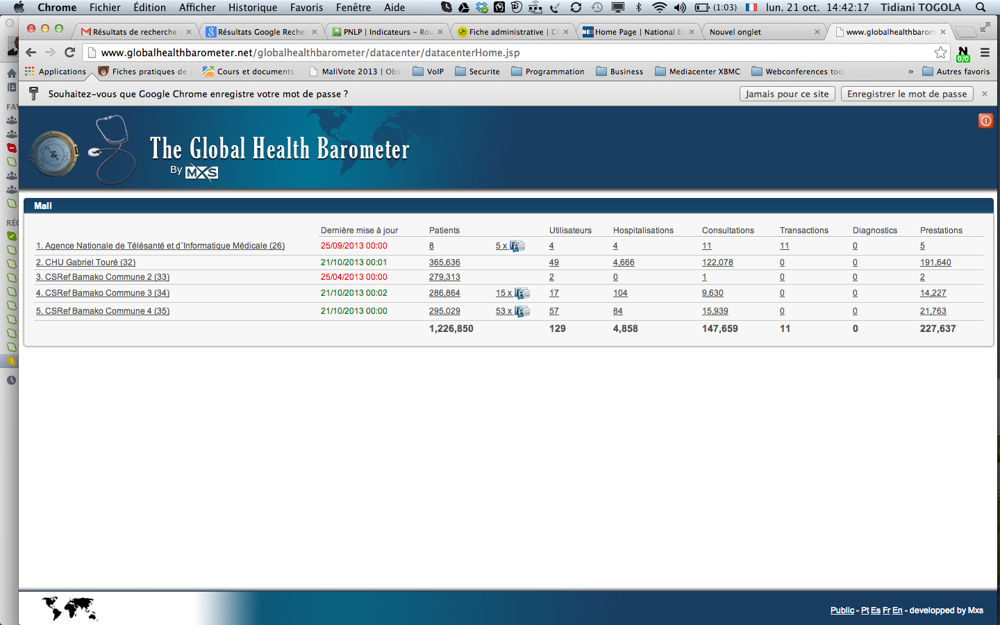 Chrome Fichier Édition Afficher Historique Favoris Fenêtre Aide (1:03) lun. 21 oct. 14:42:17 Tidiani TOGOLA
Résultats de recherche - Résultats Google Recher PNLP | Indicateurs – Rou Fiche administrative | C Home Page | National E Nouvel onglet www.globalhealthbarom
www.globalhealthbarometer.net/globalhealthbarometer/datacenter/datacenterHome.jsp
0/0
Applications Fiches pratiques de Cours et documents MaliVote 2013 | Obs VoIP Securite Programmation Business Mediacenter XBMC Webconferences tool » Autres favoris
Souhaitez-vous que Google Chrome enregistre votre mot de passe ? Jamais pour ce site Enregistrer le mot de passe
FAV
The Global Health Barometer
By MXS
Mali
RÉC
Dernière mise à jour Patients Utilisateurs Hospitalisations Consultations Transactions Diagnostics Prestations
1. Agence Nationale de Télésanté et d´Informatique Médicale (26) 25/09/2013 00:00 8 5 x 4 4 11 11 0 5
2. CHU Gabriel Touré (32) 21/10/2013 00:01 365,636 49 4,666 122,078 0 0 191,640
3. CSRef Bamako Commune 2 (33) 25/04/2013 00:00 279,313 2 0 1 0 0 2
4. CSRef Bamako Commune 3 (34) 21/10/2013 00:02 286,864 15 x 17 104 9,630 0 0 14,227
5. CSRef Bamako Commune 4 (35) 21/10/2013 00:00 295,029 53 x 57 84 15,939 0 0 21,763
1,226,850 129 4,858 147,659 11 0 227,637
Public - Pt Es Fr En - developped by Mxs